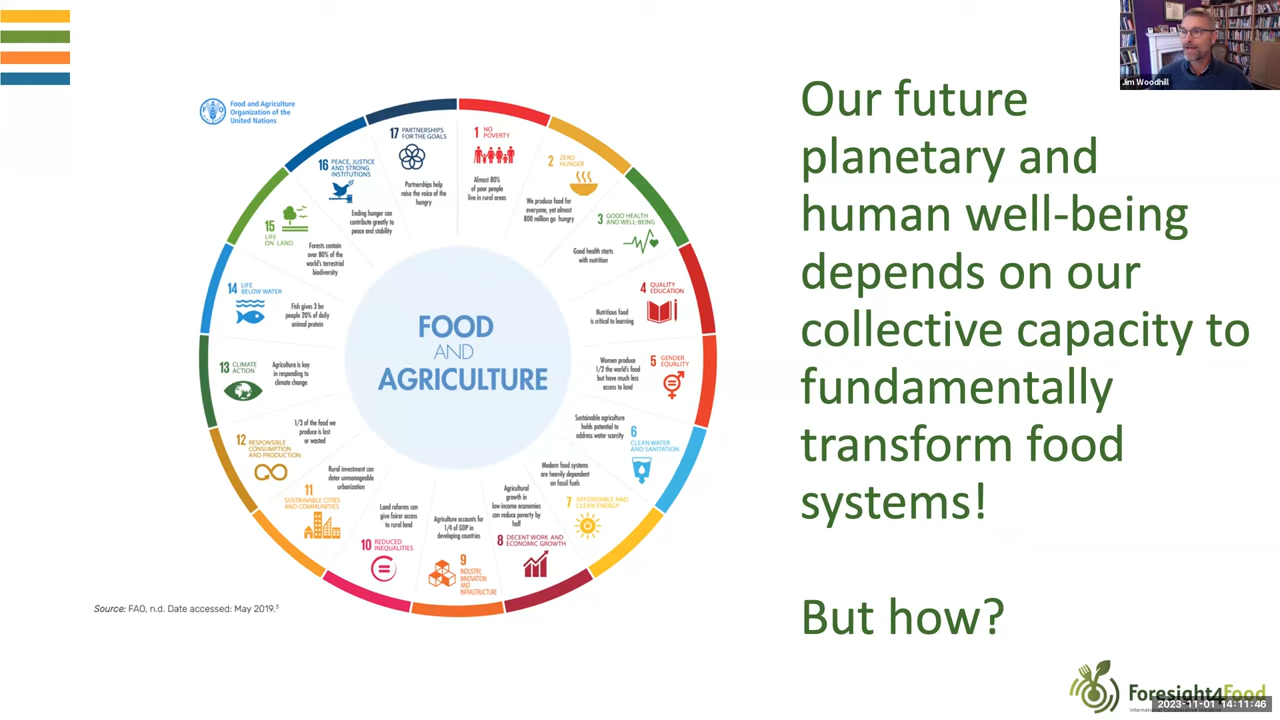 Food and Agriculture
Organization of the
United Nations
1 NO
POVERTY
Almost 80%
of poor people
live in rural areas
2 ZERO
HUNGER
We produce food for
everyone, yet almost
800 million go hungry
3 GOOD HEALTH
AND WELL-BEING
Good health starts
with nutrition
4 QUALITY
EDUCATION
Nutritious food
is critical to learning
5 GENDER
EQUALITY
Women produce
1/2 the world's food
but have much less
access to land
6
CLEAN WATER
AND SANITATION
Sustainable agriculture
holds potential to
address water scarcity
7 AFFORDABLE AND
CLEAN ENERGY
Modern food systems
are heavily dependent
on fossil fuels
8 DECENT WORK AND
ECONOMIC GROWTH
Agricultural
growth in
low-income economies
can reduce poverty by
half
9
INDUSTRY,
INNOVATION
AND
INFRASTRUCTURE
Agriculture accounts for
1/4 of GDP in
developing countries
10 REDUCED
INEQUALITIES
Land reforms can
give fairer access
to rural land
11
SUSTAINABLE CITIES
AND COMMUNITIES
Rural investment can
deter unmanageable
urbanization
12 RESPONSIBLE
CONSUMPTION
AND PRODUCTION
1/3 of the food we
produce is lost
or wasted
13 CLIMATE
ACTION
Agriculture is key
in responding to
climate change
14 LIFE
BELOW WATER
Fish gives 3 bn
people 20% of daily
animal protein
15 LIFE
ON LAND
Forests contain
over 80% of the
world's terrestrial
biodiversity
16 PEACE, JUSTICE
AND STRONG
INSTITUTIONS
Ending hunger can
contribute greatly to
peace and stability
17 PARTNERSHIPS
FOR THE GOALS
Partnerships help
raise the voice of the
hungry
FOOD
AND
AGRICULTURE
Source: FAO, n.d. Date accessed: May 2019.³
Our future
planetary and
human well-being
depends on our
collective capacity to
fundamentally
transform food
systems!
But how?
Jim Woodhill
Foresight4Food
2023-11-01 14:11:46